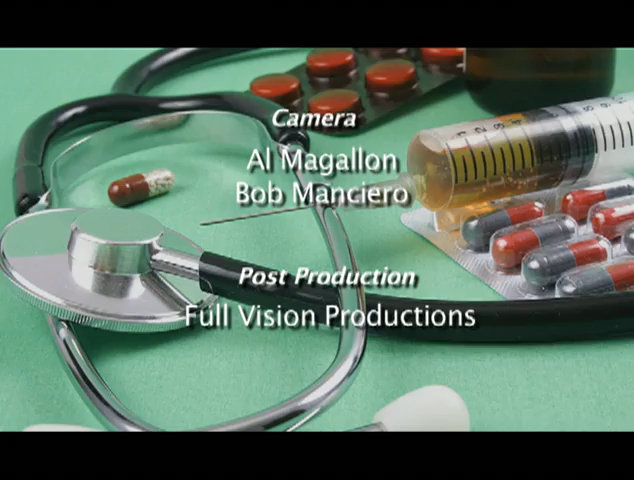 Camera
Al Magallon
Bob Manciero
Post Production
Full Vision Productions